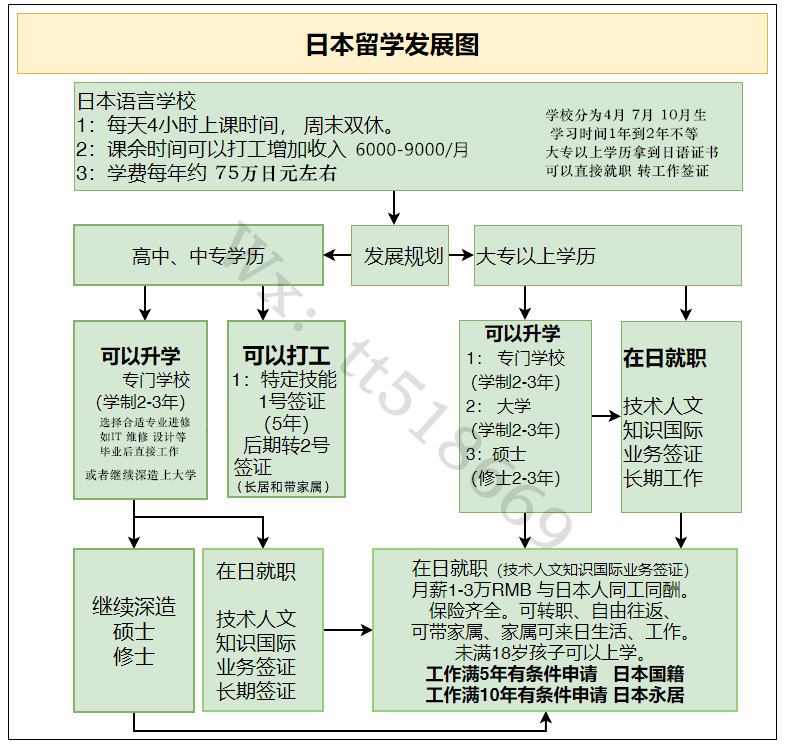 日本留学发展图
日本语言学校
1：每天4小时上课时间， 周末双休。
2：课余时间可以打工增加收入 6000-9000/月
3：学费每年约 75万日元左右
学校分为4月 7月 10月生
学习时间1年到2年不等
大专以上学历拿到日语证书
可以直接就职 转工作签证
高中、中专学历
发展规划
大专以上学历
可以升学
专门学校
（学制2-3年）
选择合适专业进修
如IT 维修 设计等
毕业后直接工作
或者继续深造上大学
可以打工
1：特定技能
1号签证
（5年）
后期转2号
签证
（长居和带家属）
可以升学
1： 专门学校
（学制2-3年）
2： 大学
（学制2-3年）
3：硕士
（修士2-3年）
在日就职
技术人文
知识国际
业务签证
长期工作
继续深造
硕士
修士
在日就职
技术人文
知识国际
业务签证
长期签证
在日就职（技术人文知识国际业务签证）
月薪1-3万RMB 与日本人同工同酬。
保险齐全。可转职、自由往返、
可带家属、家属可来日生活、工作。
未满18岁孩子可以上学。
工作满5年有条件申请 日本国籍
工作满10年有条件申请 日本永居
wx：tt518669